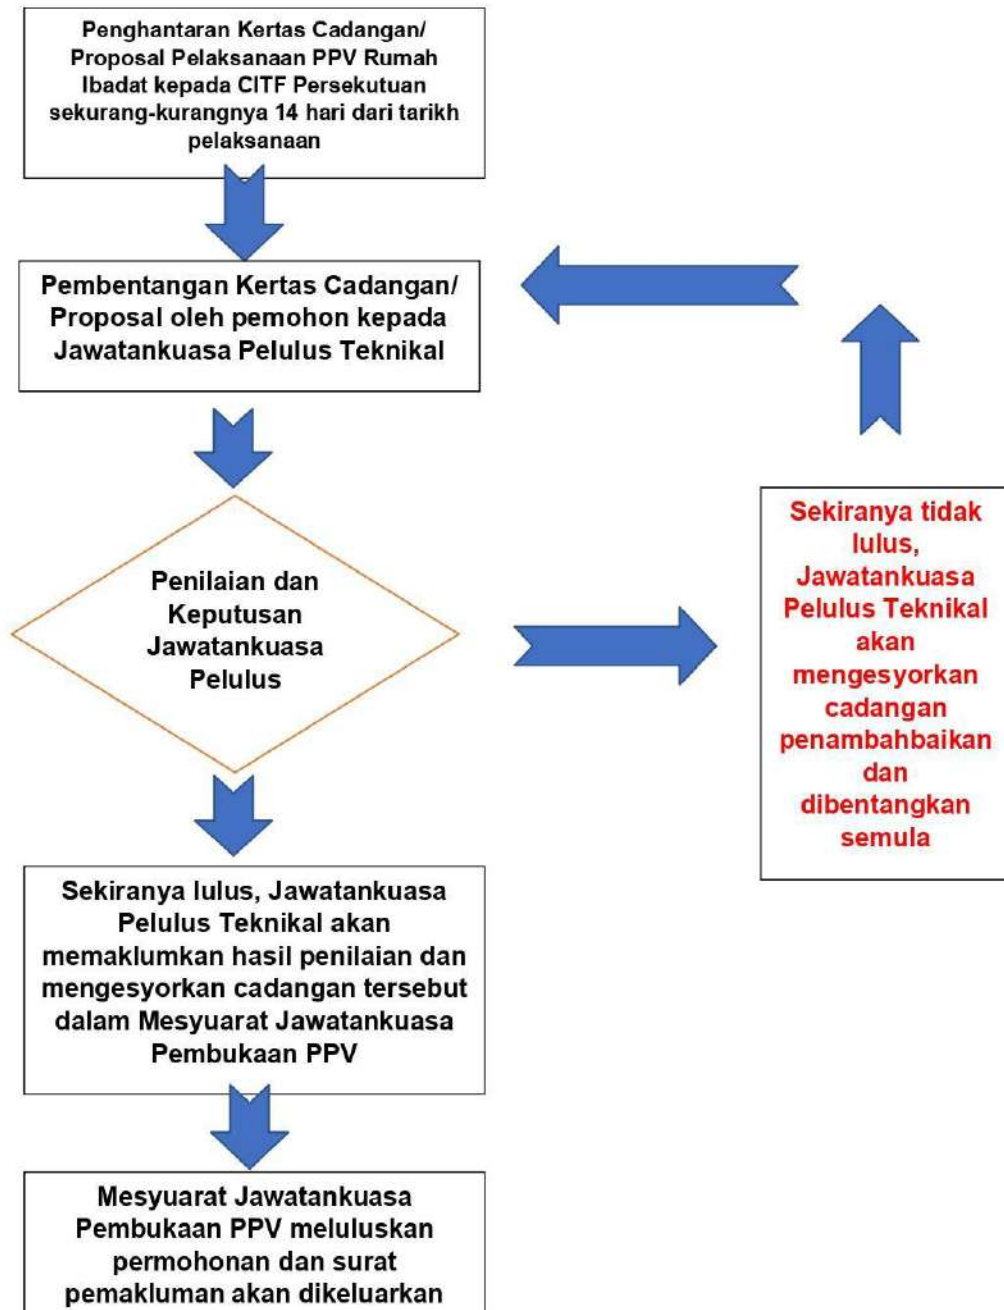 Penghantaran Kertas Cadangan/
Proposal Pelaksanaan PPV Rumah
Ibadat kepada CITF Persekutuan
sekurang-kurangnya 14 hari dari tarikh
pelaksanaan
Pembentangan Kertas Cadangan/
Proposal oleh pemohon kepada
Jawatankuasa Pelulus Teknikal
Penilaian dan
Keputusan
Jawatankuasa
Pelulus
Sekiranya tidak
lulus,
Jawatankuasa
Pelulus Teknikal
akan
mengesyorkan
cadangan
penambahbaikan
dan
dibentangkan
semula
Sekiranya lulus, Jawatankuasa
Pelulus Teknikal akan
memaklumkan hasil penilaian dan
mengesyorkan cadangan tersebut
dalam Mesyuarat Jawatankuasa
Pembukaan PPV
Mesyuarat Jawatankuasa
Pembukaan PPV meluluskan
permohonan dan surat
pemakluman akan dikeluarkan